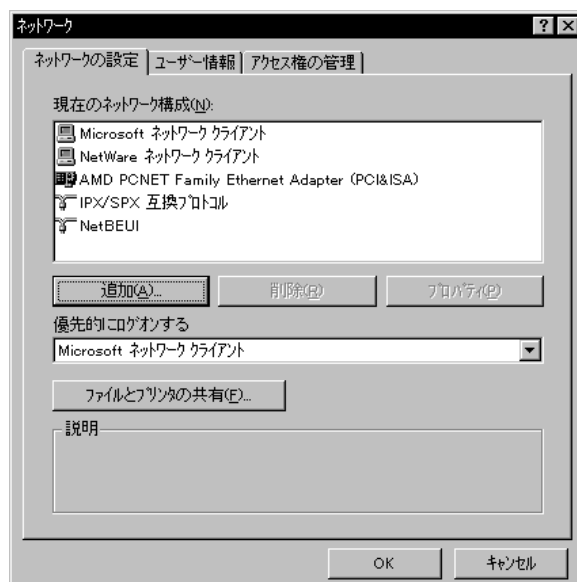 ネットワーク
ネットワークの設定 ユーザー情報 アクセス権の管理
現在のネットワーク構成(N):
Microsoft ネットワーク クライアント
NetWare ネットワーク クライアント
AMD PCNET Family Ethernet Adapter (PCI&ISA)
IPX/SPX 互換プロトコル
NetBEUI
追加(A)... 削除(R) プロパティ(P)
優先的にログオンする
Microsoft ネットワーク クライアント
ファイルとプリンタの共有(F)...
説明
OK キャンセル